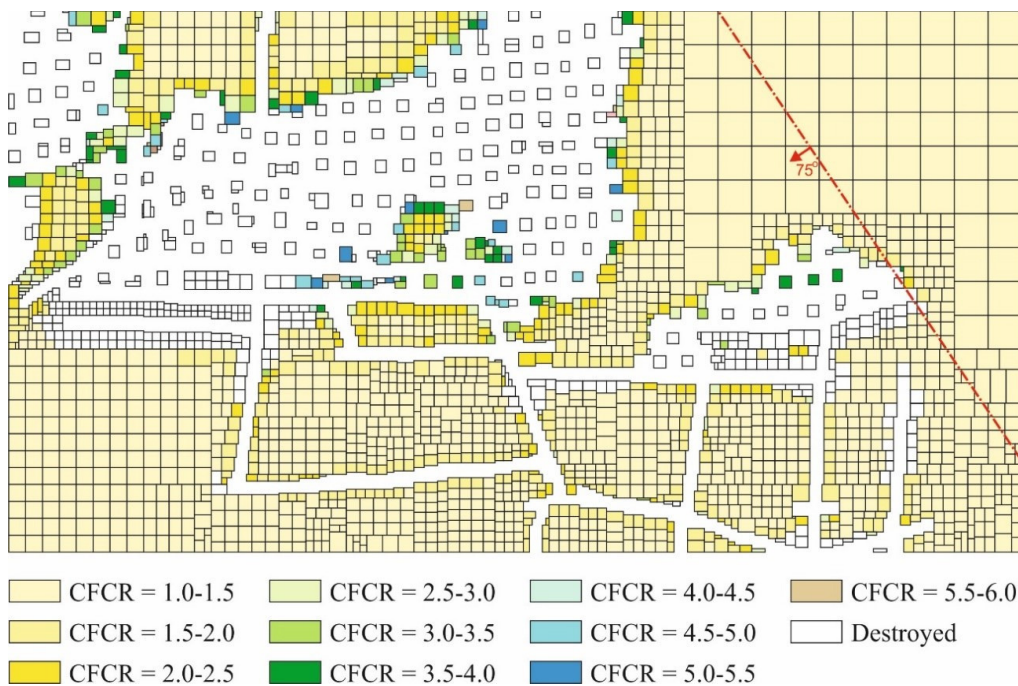 75°
CFCR = 1.0-1.5 CFCR = 2.5-3.0 CFCR = 4.0-4.5 CFCR = 5.5-6.0
CFCR = 1.5-2.0 CFCR = 3.0-3.5 CFCR = 4.5-5.0 Destroyed
CFCR = 2.0-2.5 CFCR = 3.5-4.0 CFCR = 5.0-5.5